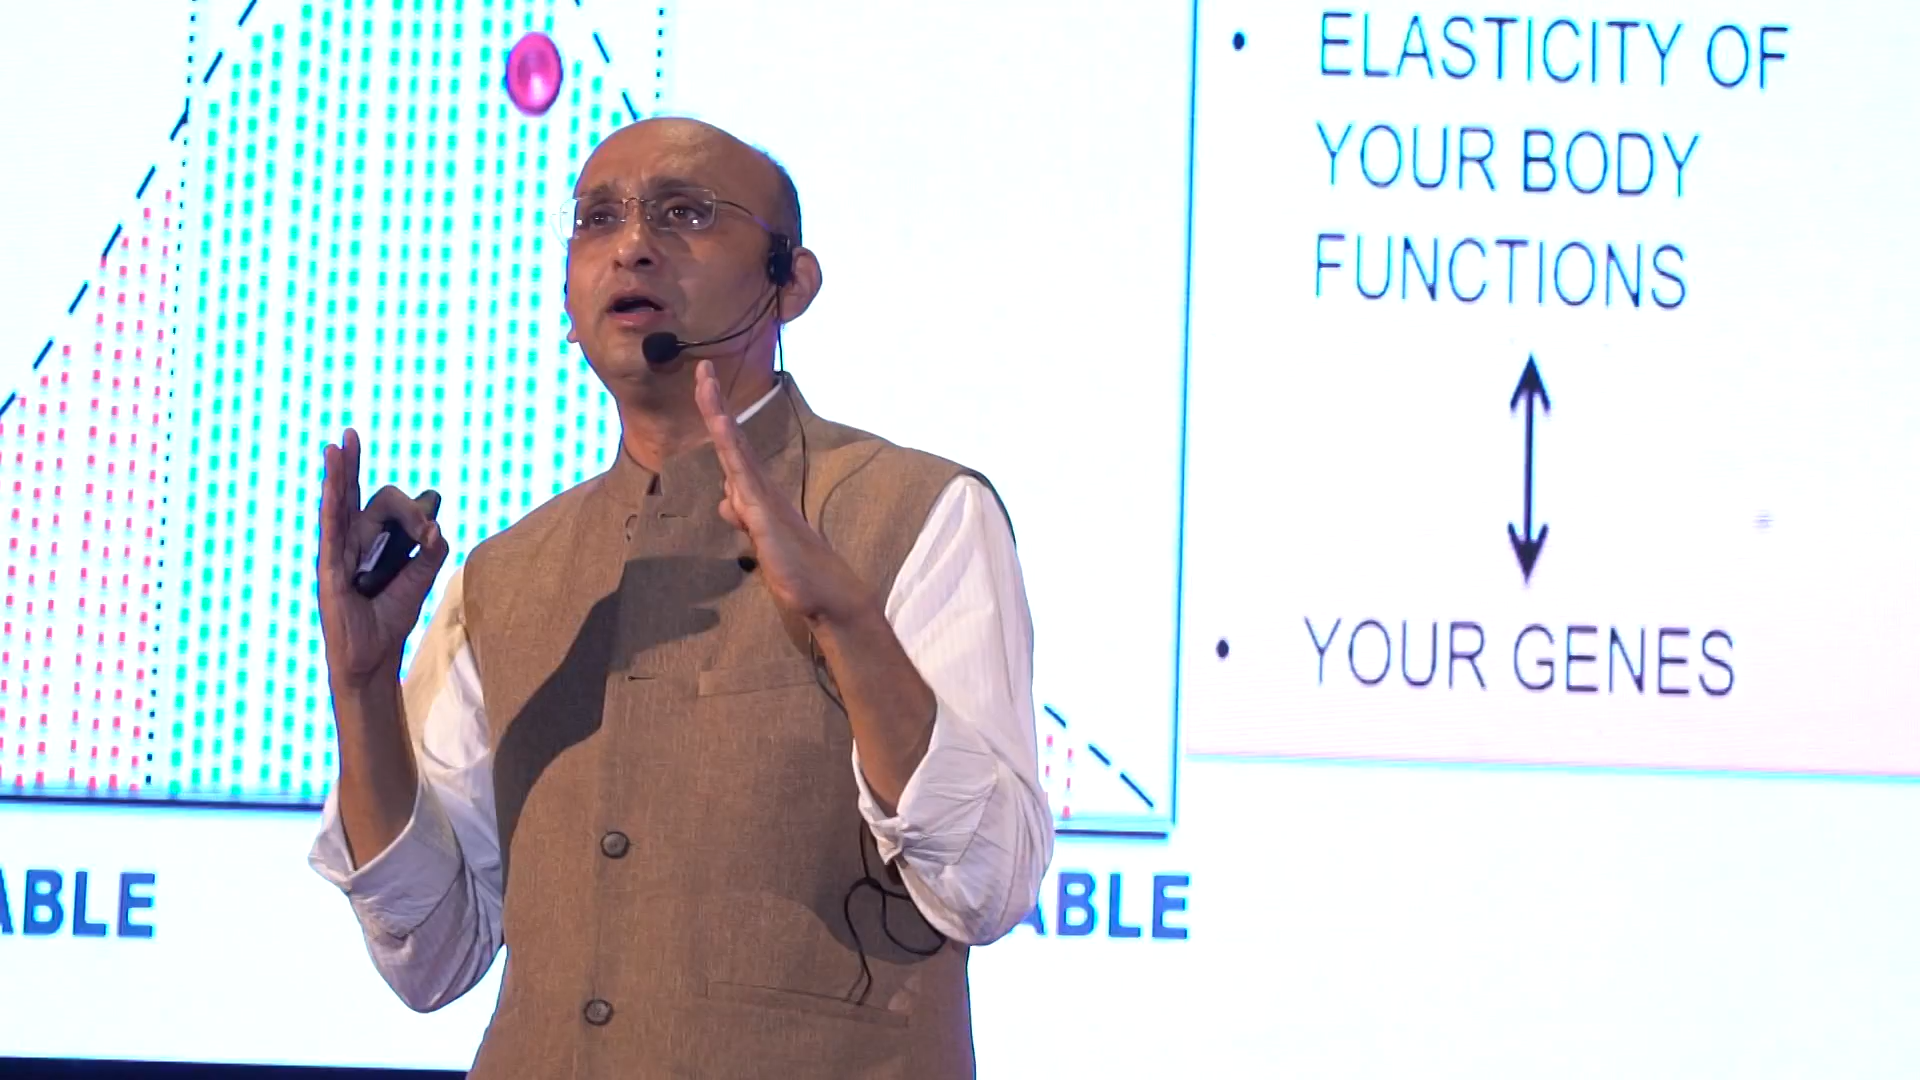 • ELASTICITY OF
YOUR BODY
FUNCTIONS
• YOUR GENES
ABLE
ABLE